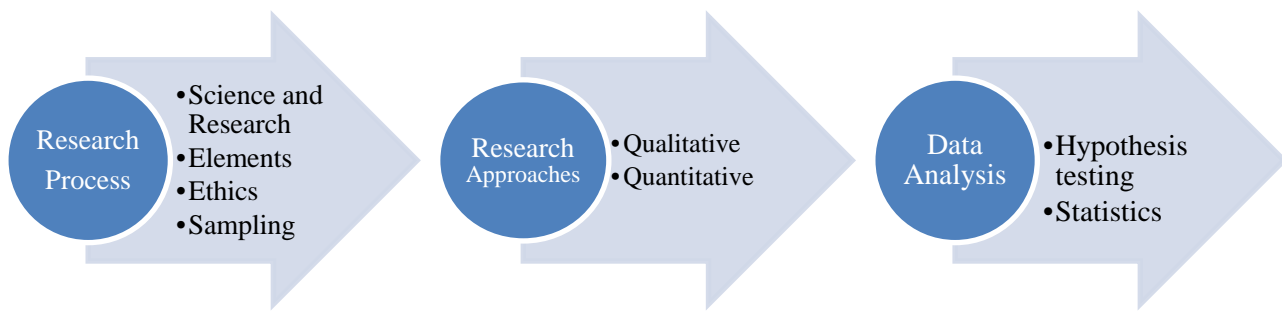 Research
Process
•Science and
Research
•Elements
•Ethics
•Sampling
Research
Approaches
•Qualitative
•Quantitative
Data
Analysis
•Hypothesis
testing
•Statistics